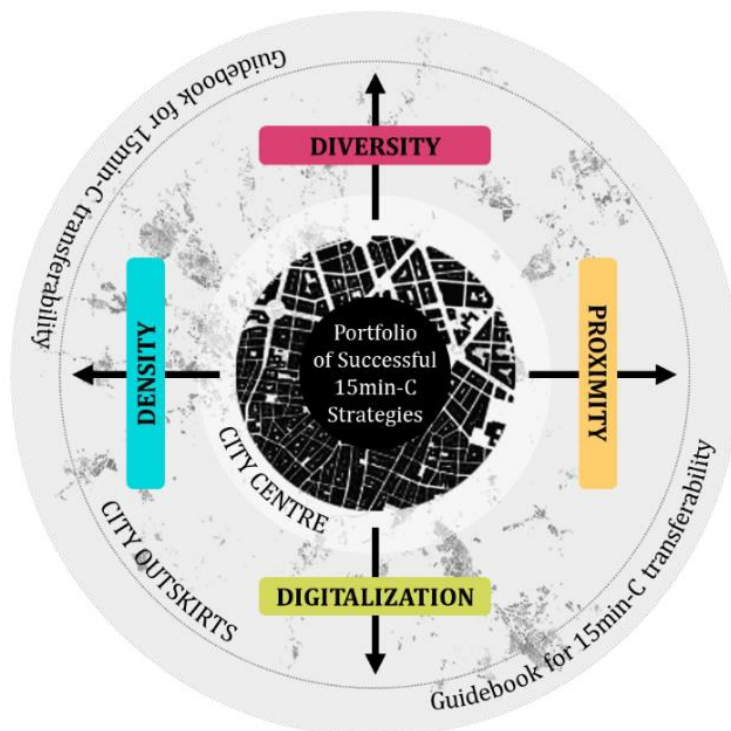 Guidebook for 15min-C transferability
DIVERSITY
DENSITY
Portfolio
of Successful
15min-C
Strategies
PROXIMITY
CITY CENTRE
CITY OUTSKIRTS
DIGITALIZATION
Guidebook for 15min-C transferability